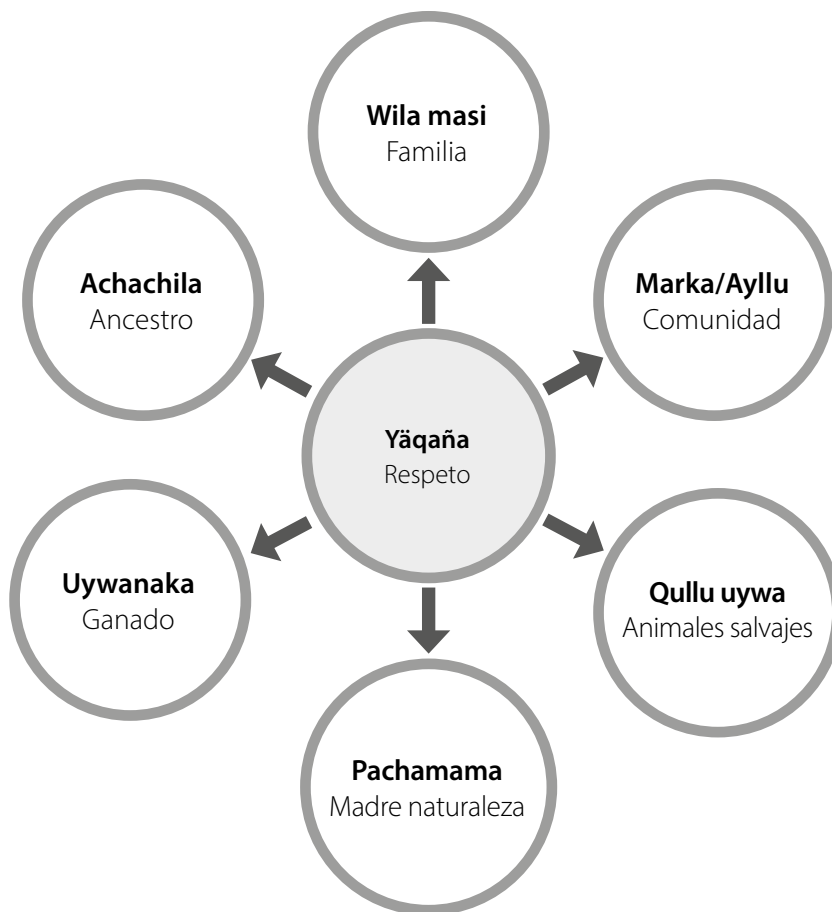 Wila masi
Familia
Achachila
Ancestro
Marka/Ayllu
Comunidad
Yäqaña
Respeto
Uywanaka
Ganado
Qullu uywa
Animales salvajes
Pachamama
Madre naturaleza